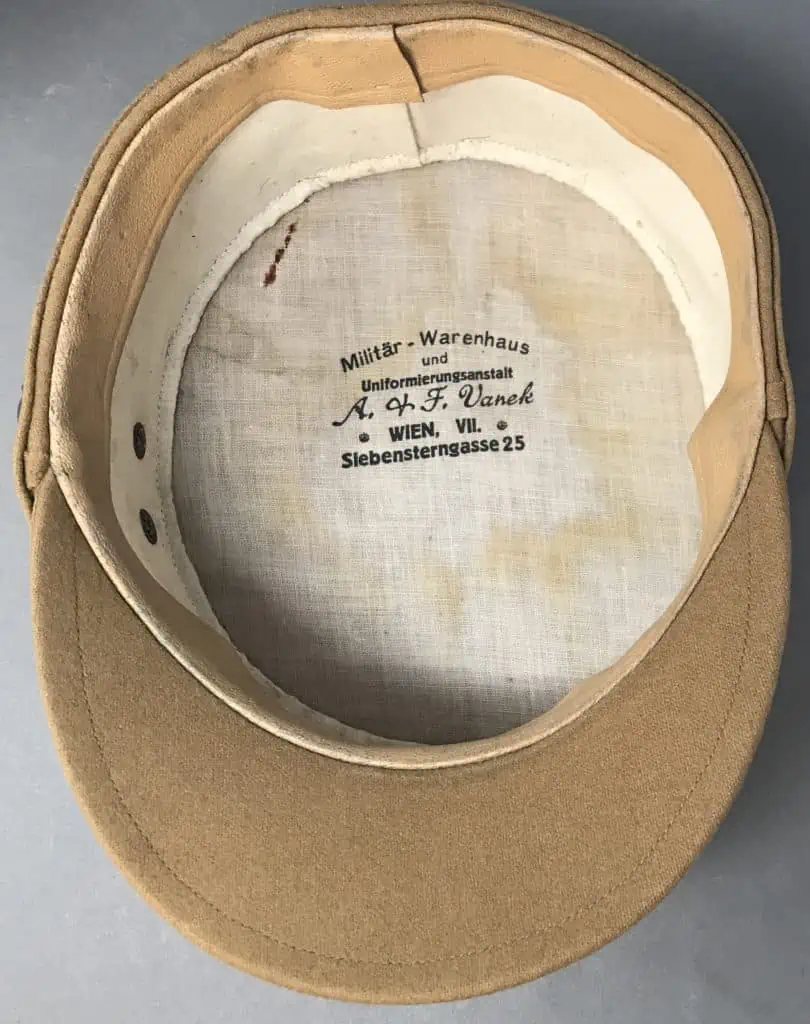 Militär-Warenhaus
und
Uniformierungsanstalt
A. & F. Vanek
WIEN, VII.
Siebensterngasse 25